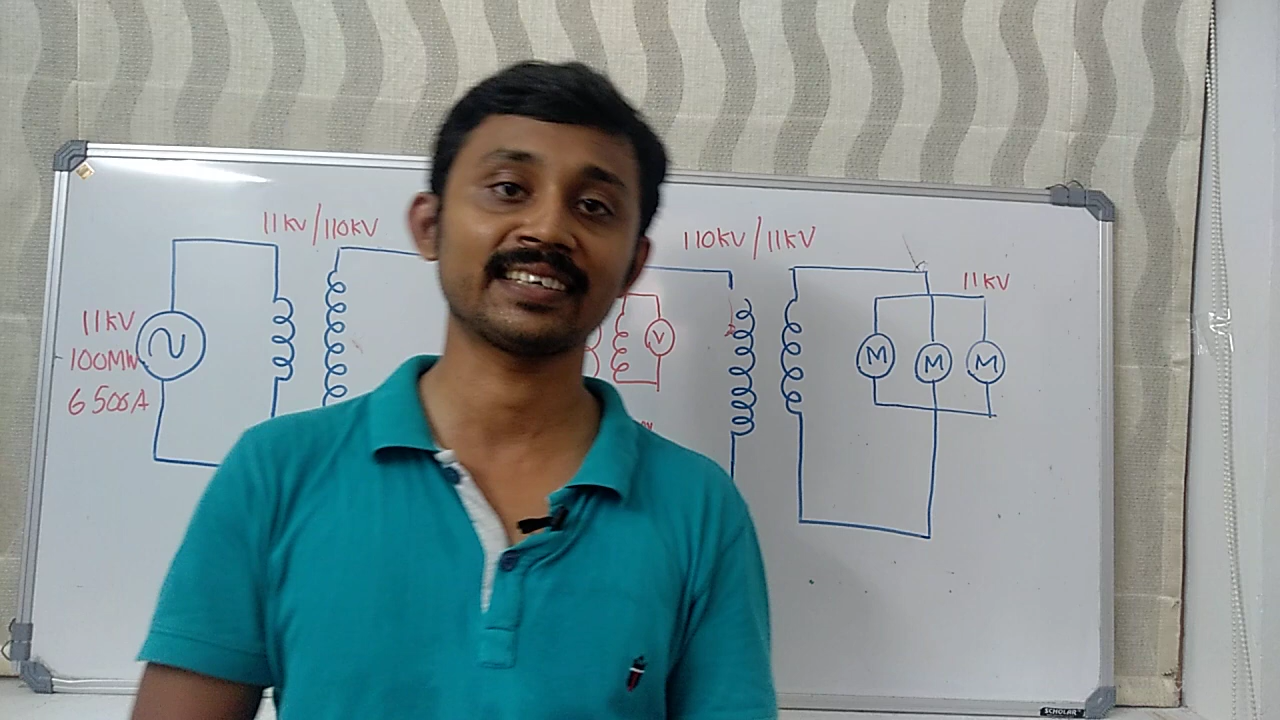 11KV/110KV
110KV/11KV
11KV
11KV
100MW
6500A
V
M M M
SCHOLAR